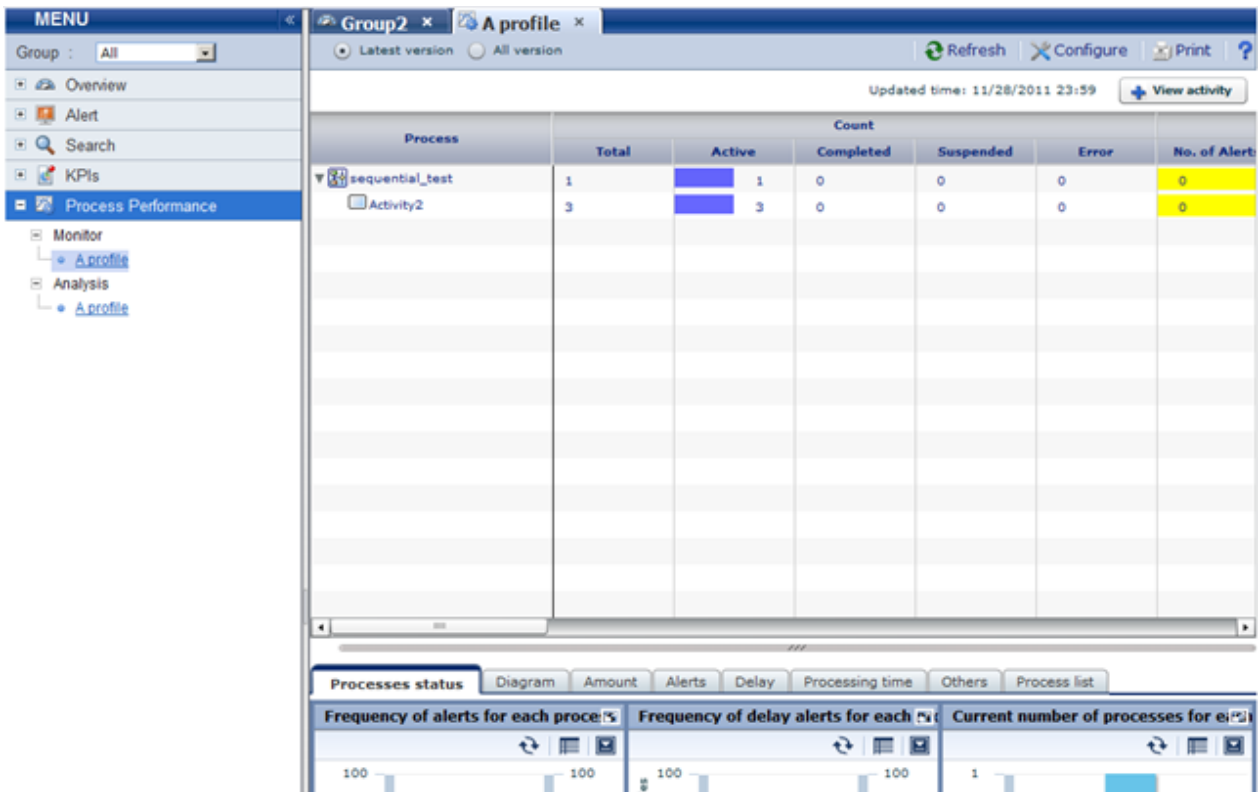 MENU «
Group2 × A profile ×
Group : All
Latest version All version Refresh Configure Print ?
Overview
Updated time: 11/28/2011 23:59 View activity
Alert
Search
KPIs
Process Performance
Monitor
A profile
Analysis
A profile
Process Count
Total Active Completed Suspended Error No. of Alert
sequential_test 1 1 0 0 0 0
Activity2 3 3 0 0 0 0
Processes status Diagram Amount Alerts Delay Processing time Others Process list
Frequency of alerts for each proce Frequency of delay alerts for each Current number of processes for
100 100 100 100 1